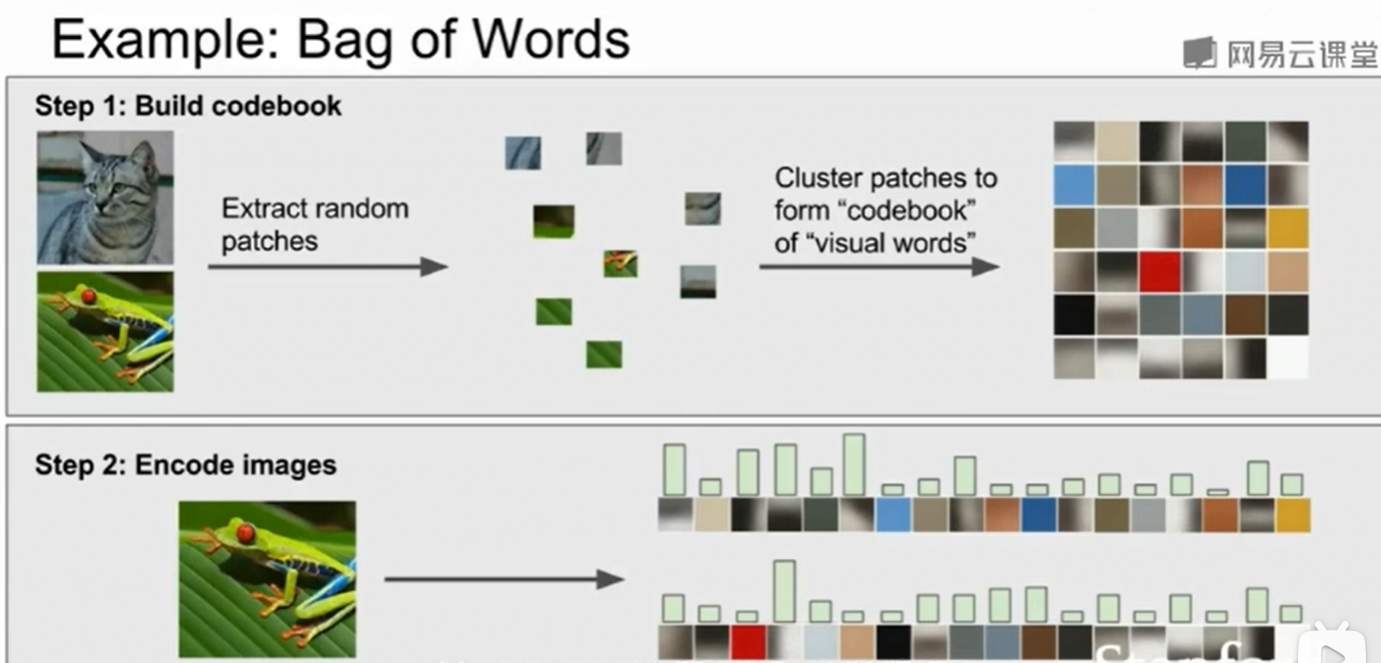 Example: Bag of Words
网易云课堂
Step 1: Build codebook
Extract random
patches
Cluster patches to
form “codebook”
of “visual words”
Step 2: Encode images